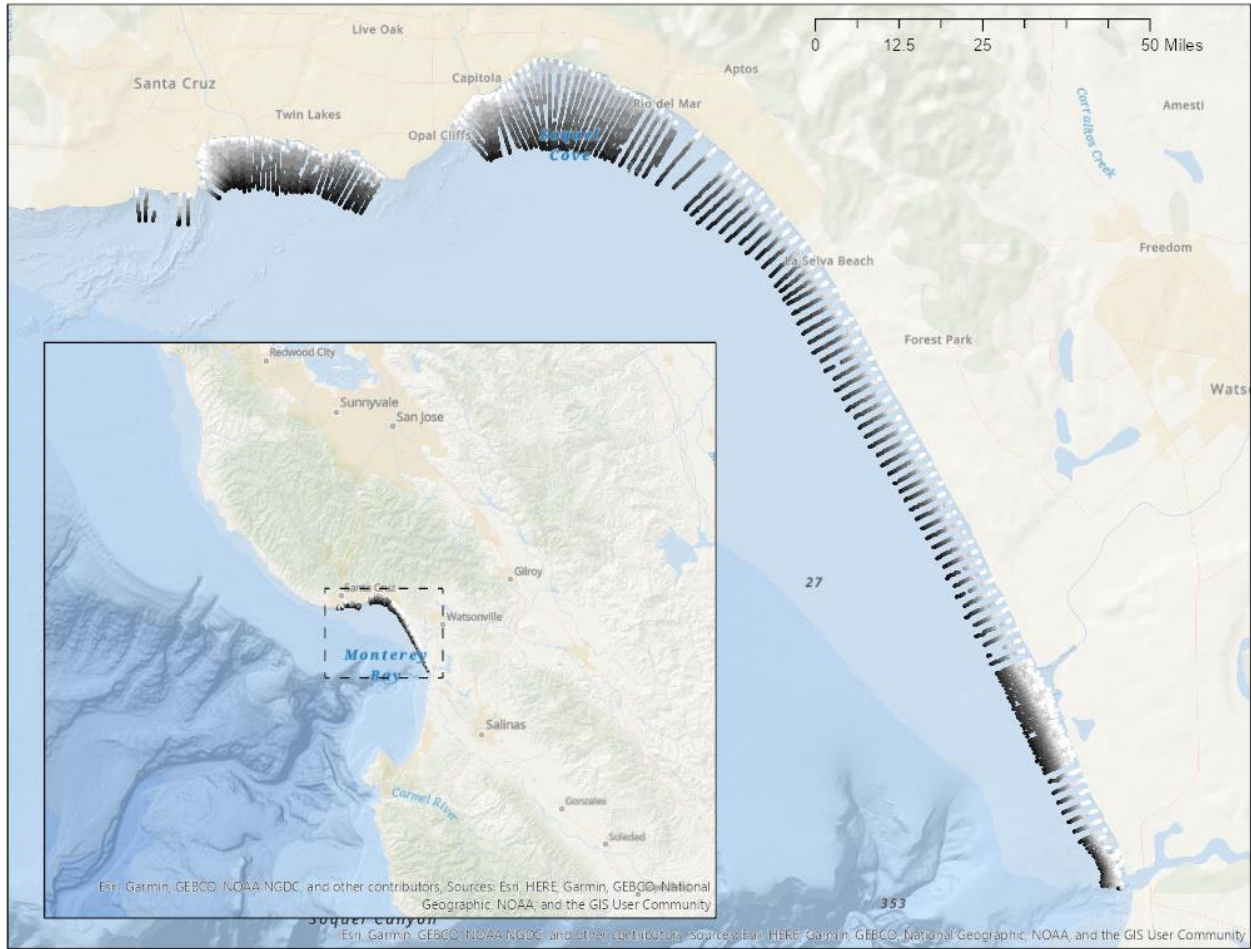 Live Oak
0 12.5 25 50 Miles
Santa Cruz
Capitola
Aptos
Twin Lakes
Rio del Mar
Amesti
Opal Cliffs
Soquel
Cove
Corralitos Creek
Freedom
La Selva Beach
Forest Park
Wats
27
353
Redwood City
Sunnyvale
San Jose
Gilroy
Santa Cruz
Watsonville
Monterey
Bay
Salinas
Carmel River
Gonzales
Soledad
Esri, Garmin, GEBCO, NOAA NGDC, and other contributors, Sources: Esri, HERE, Garmin, GEBCO, National
Geographic, NOAA, and the GIS User Community
Soquel Canyon
Esri, Garmin, GEBCO, NOAA NGDC, and other contributors, Sources: Esri, HERE, Garmin, GEBCO, National Geographic, NOAA, and the GIS User Community